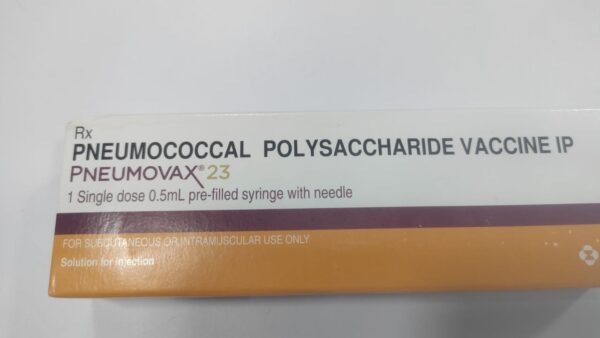 Rx
PNEUMOCOCCAL POLYSACCHARIDE VACCINE IP
PNEUMOVAX® 23
1 Single dose 0.5mL pre-filled syringe with needle
FOR SUBCUTANEOUS OR INTRAMUSCULAR USE ONLY
Solution for injection